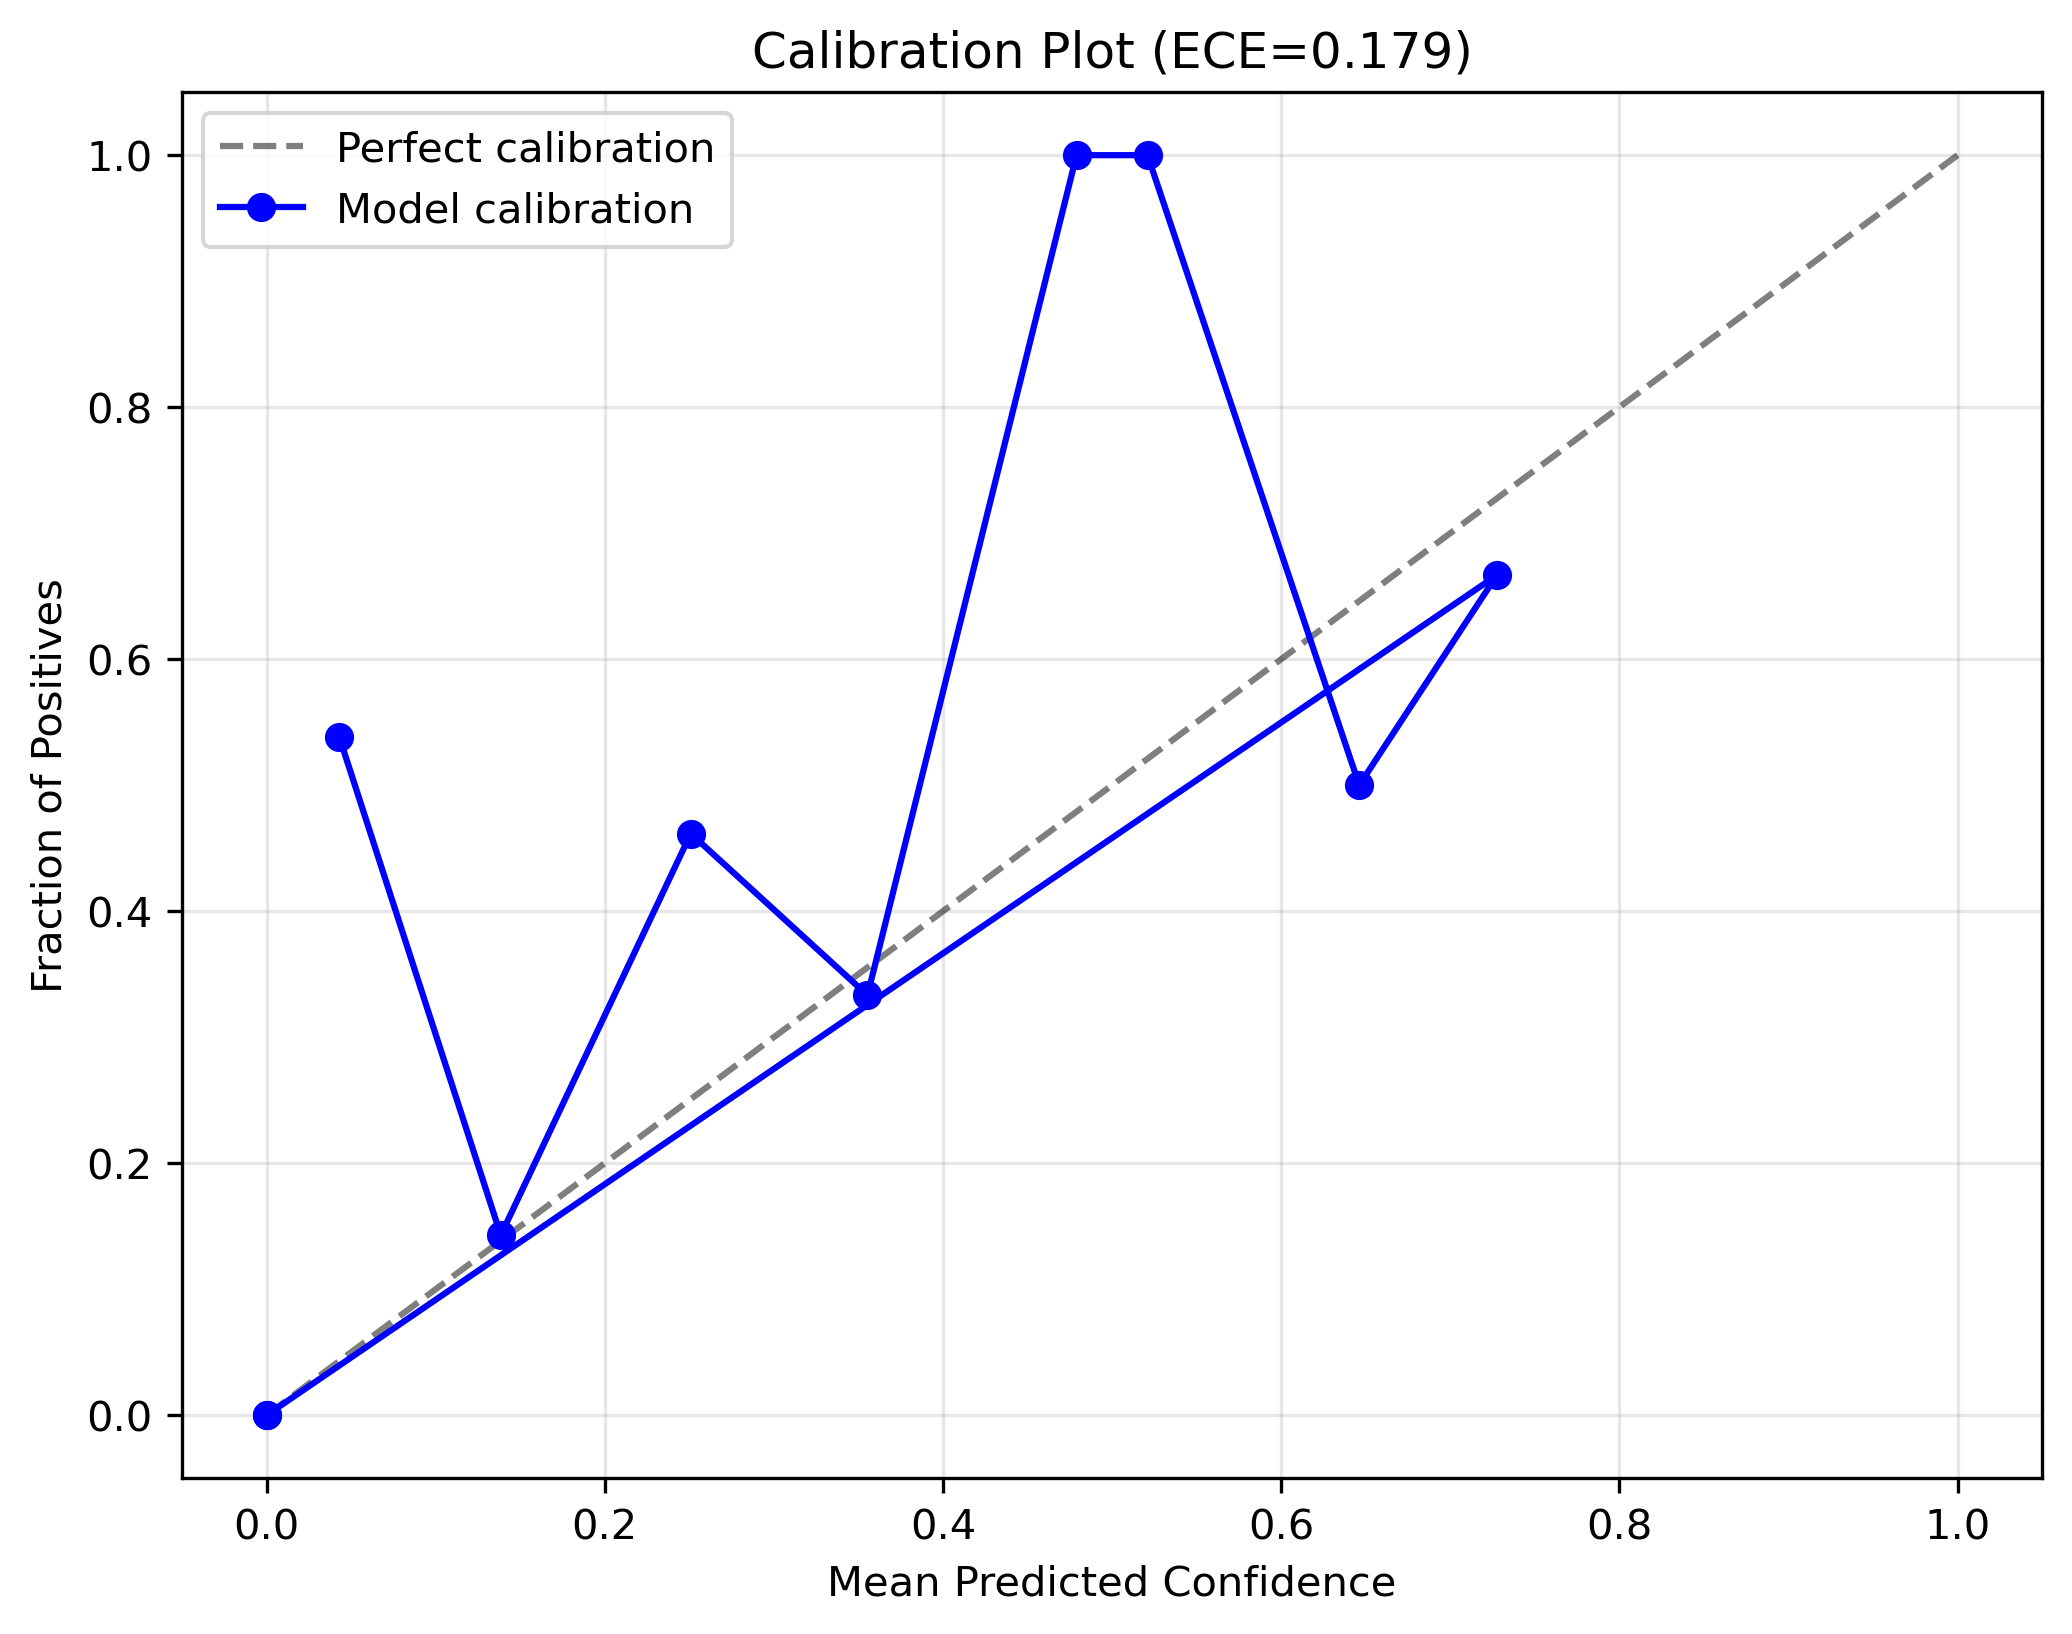 Calibration Plot (ECE=0.179)
Perfect calibration
Model calibration
1.0
0.8
0.6
0.4
0.2
0.0
Fraction of Positives
0.0 0.2 0.4 0.6 0.8 1.0
Mean Predicted Confidence